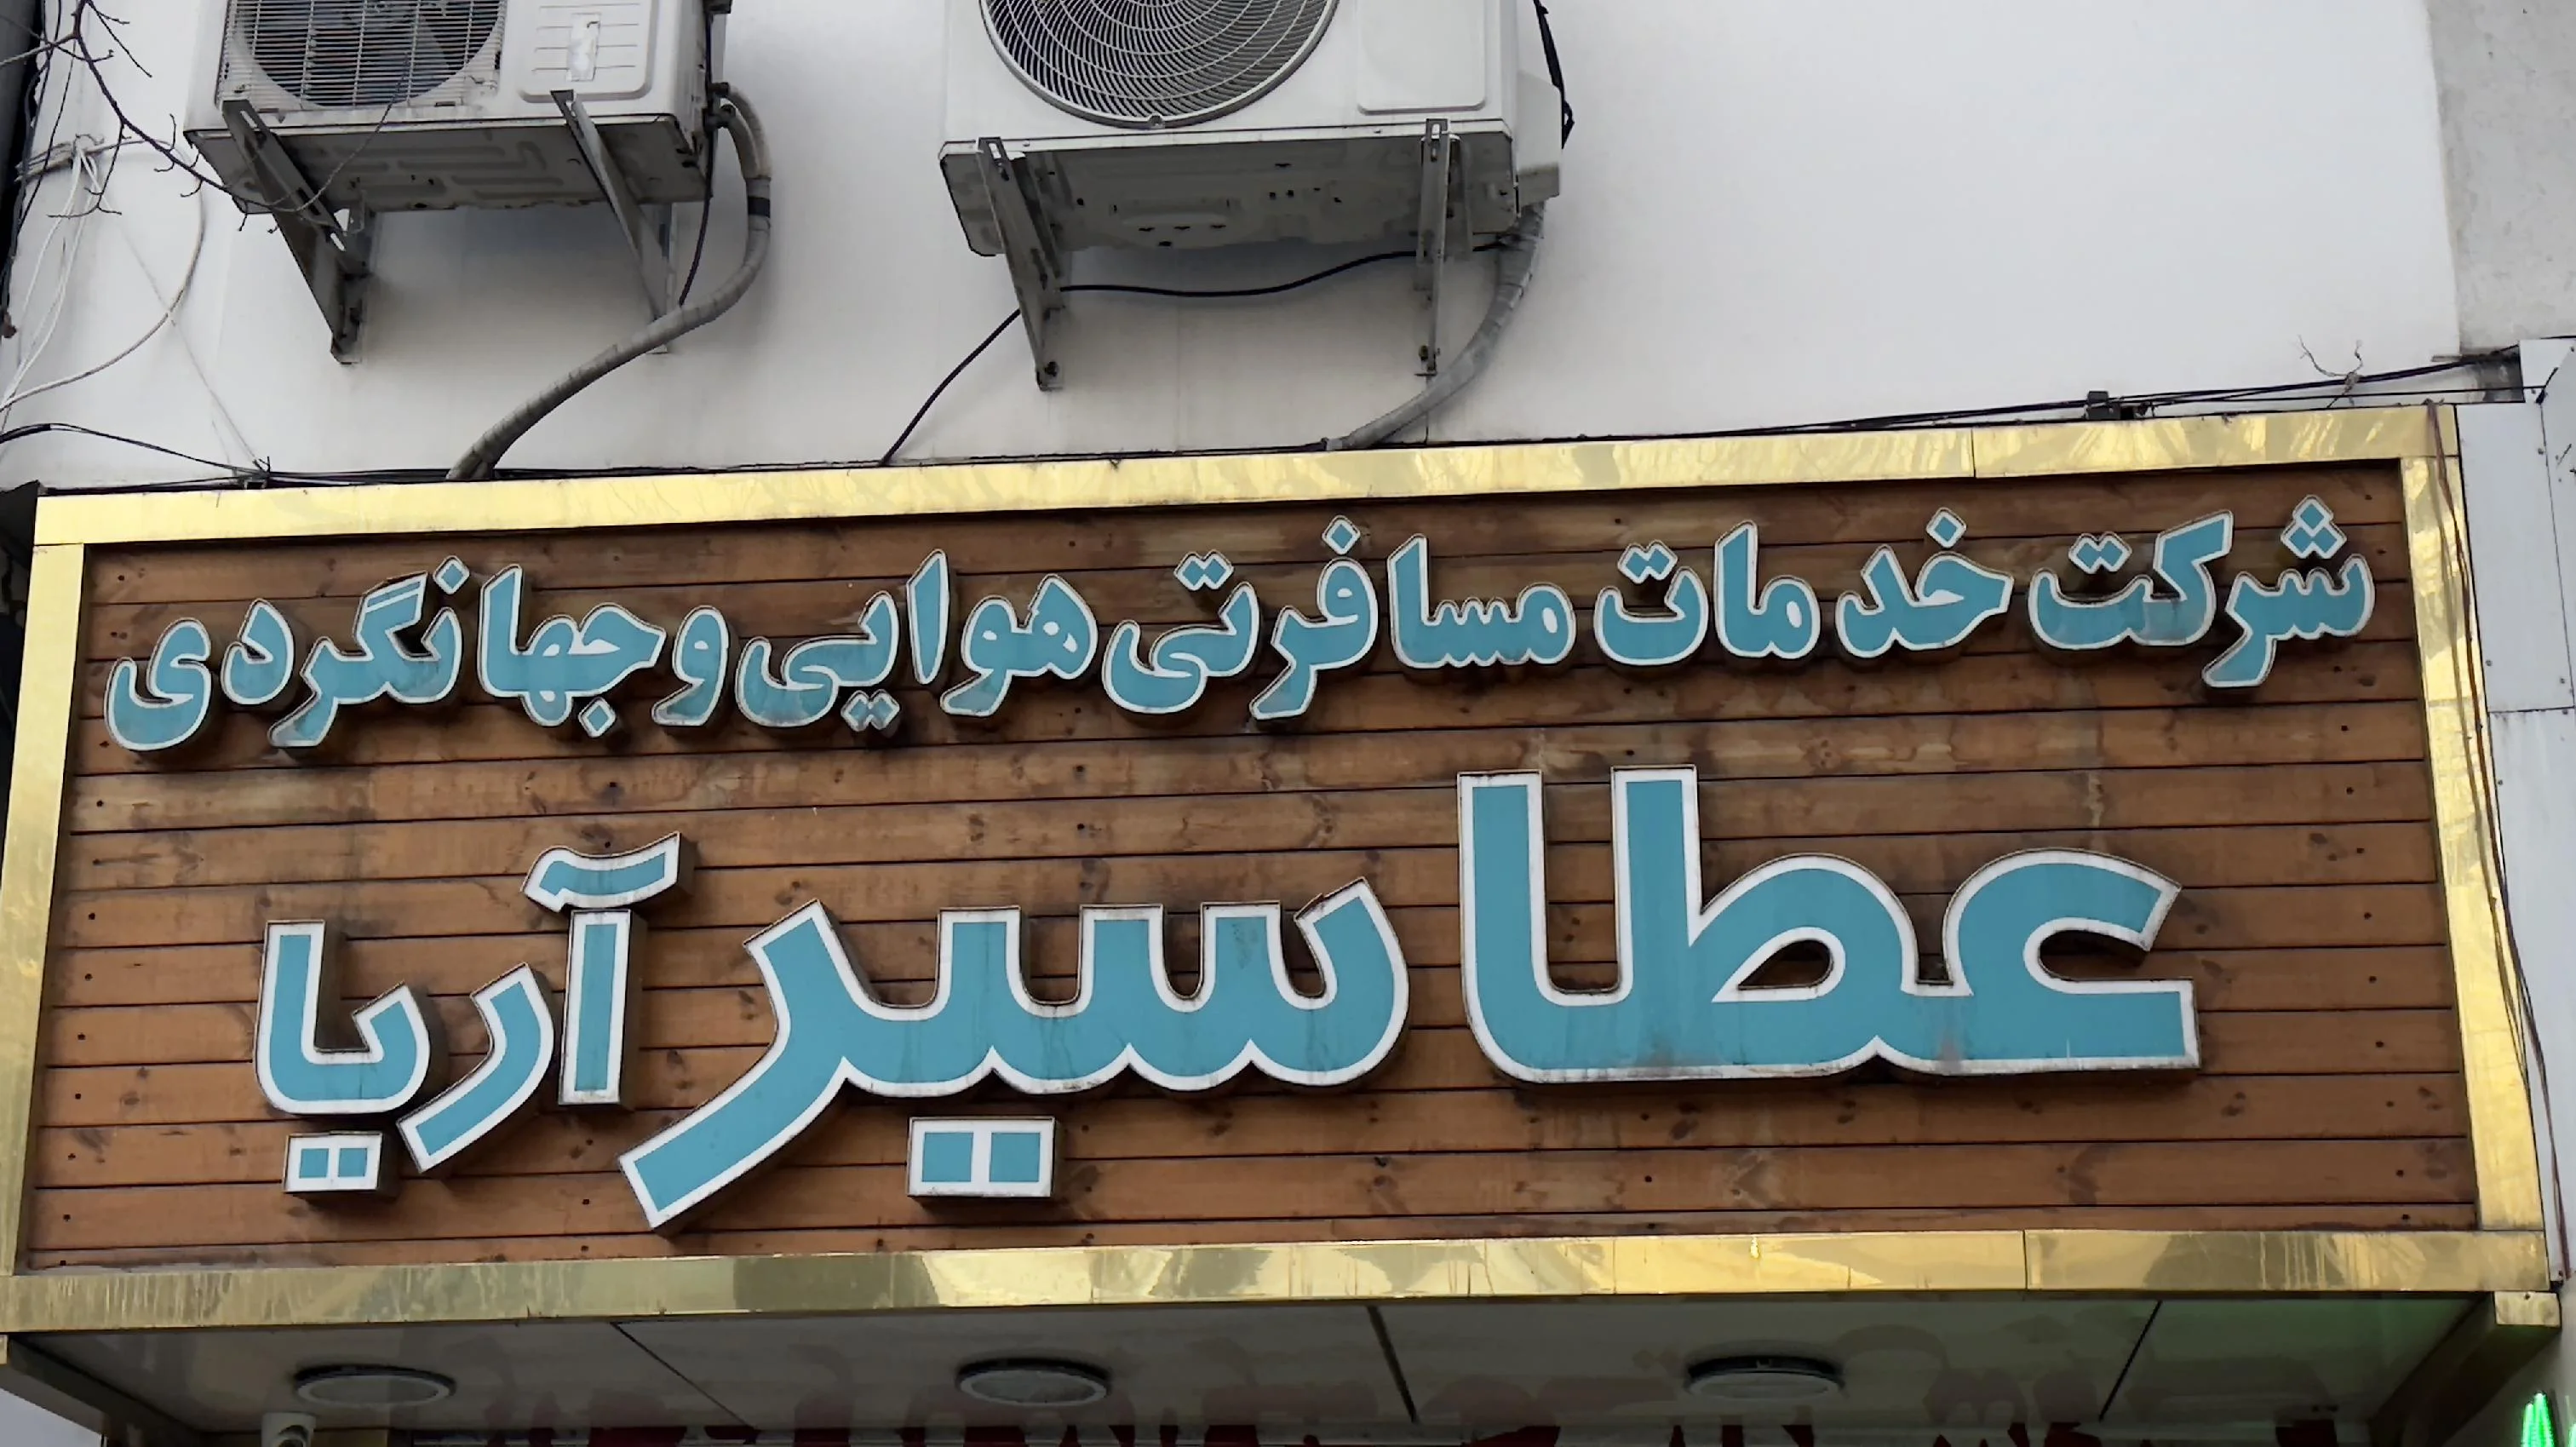 شرکت خدمات مسافرتی هوایی و جهانگردی
عطا سیر آریا